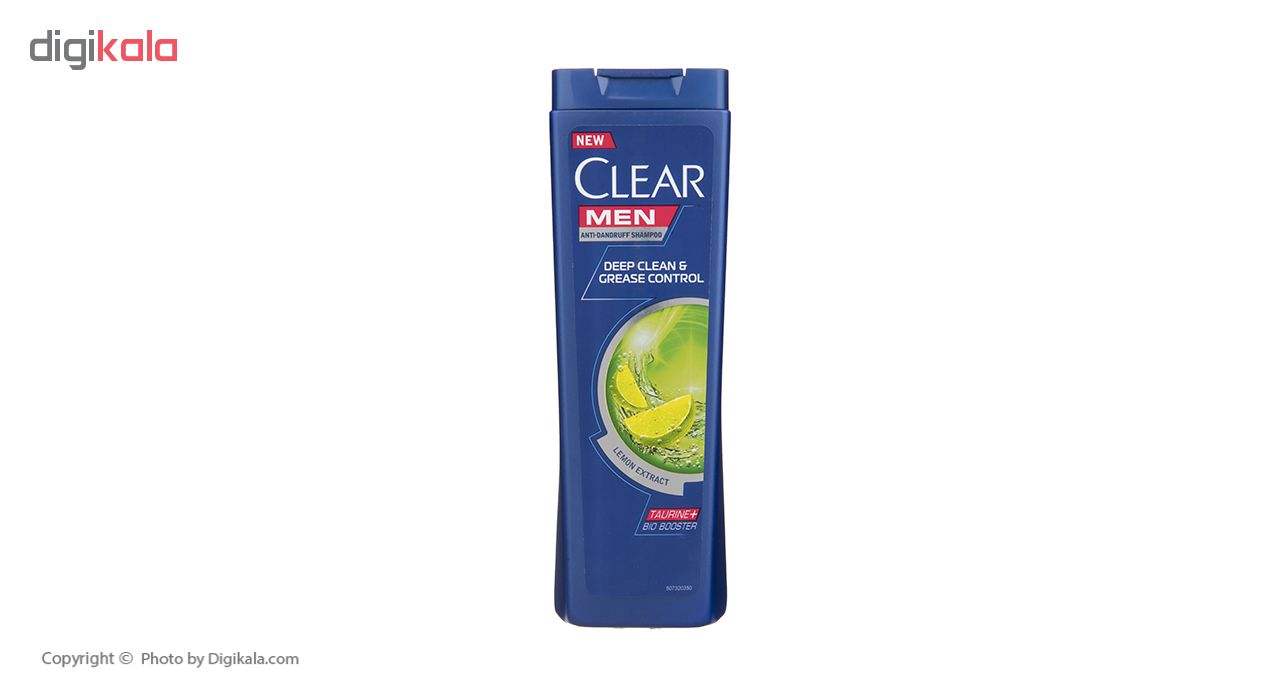 digikala
NEW
CLEAR
MEN
ANTI-DANDRUFF SHAMPOO
DEEP CLEAN &
GREASE CONTROL
LEMON EXTRACT
TAURINE+
BIO BOOSTER
507320350
Copyright © Photo by Digikala.com